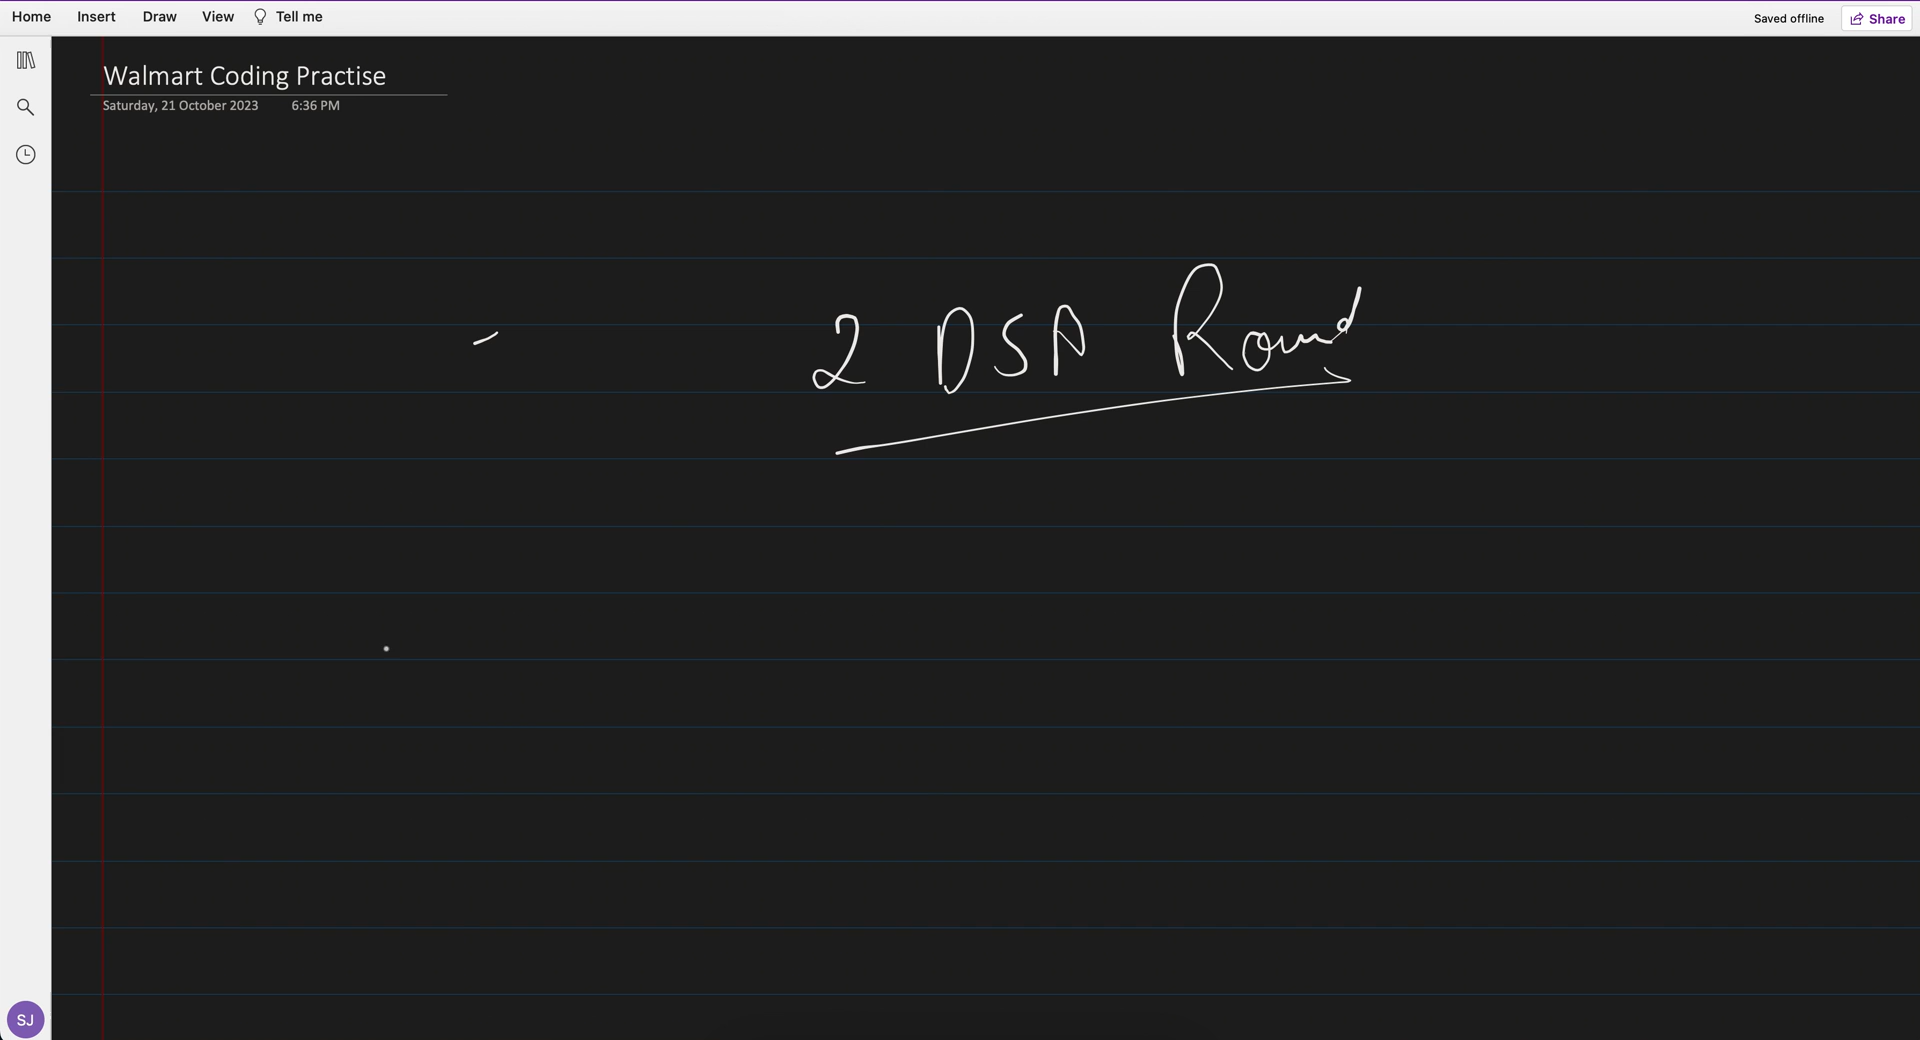 Home Insert Draw View Tell me Saved offline Share
Walmart Coding Practise
Saturday, 21 October 2023 6:36 PM
2 DSA Round
SJ